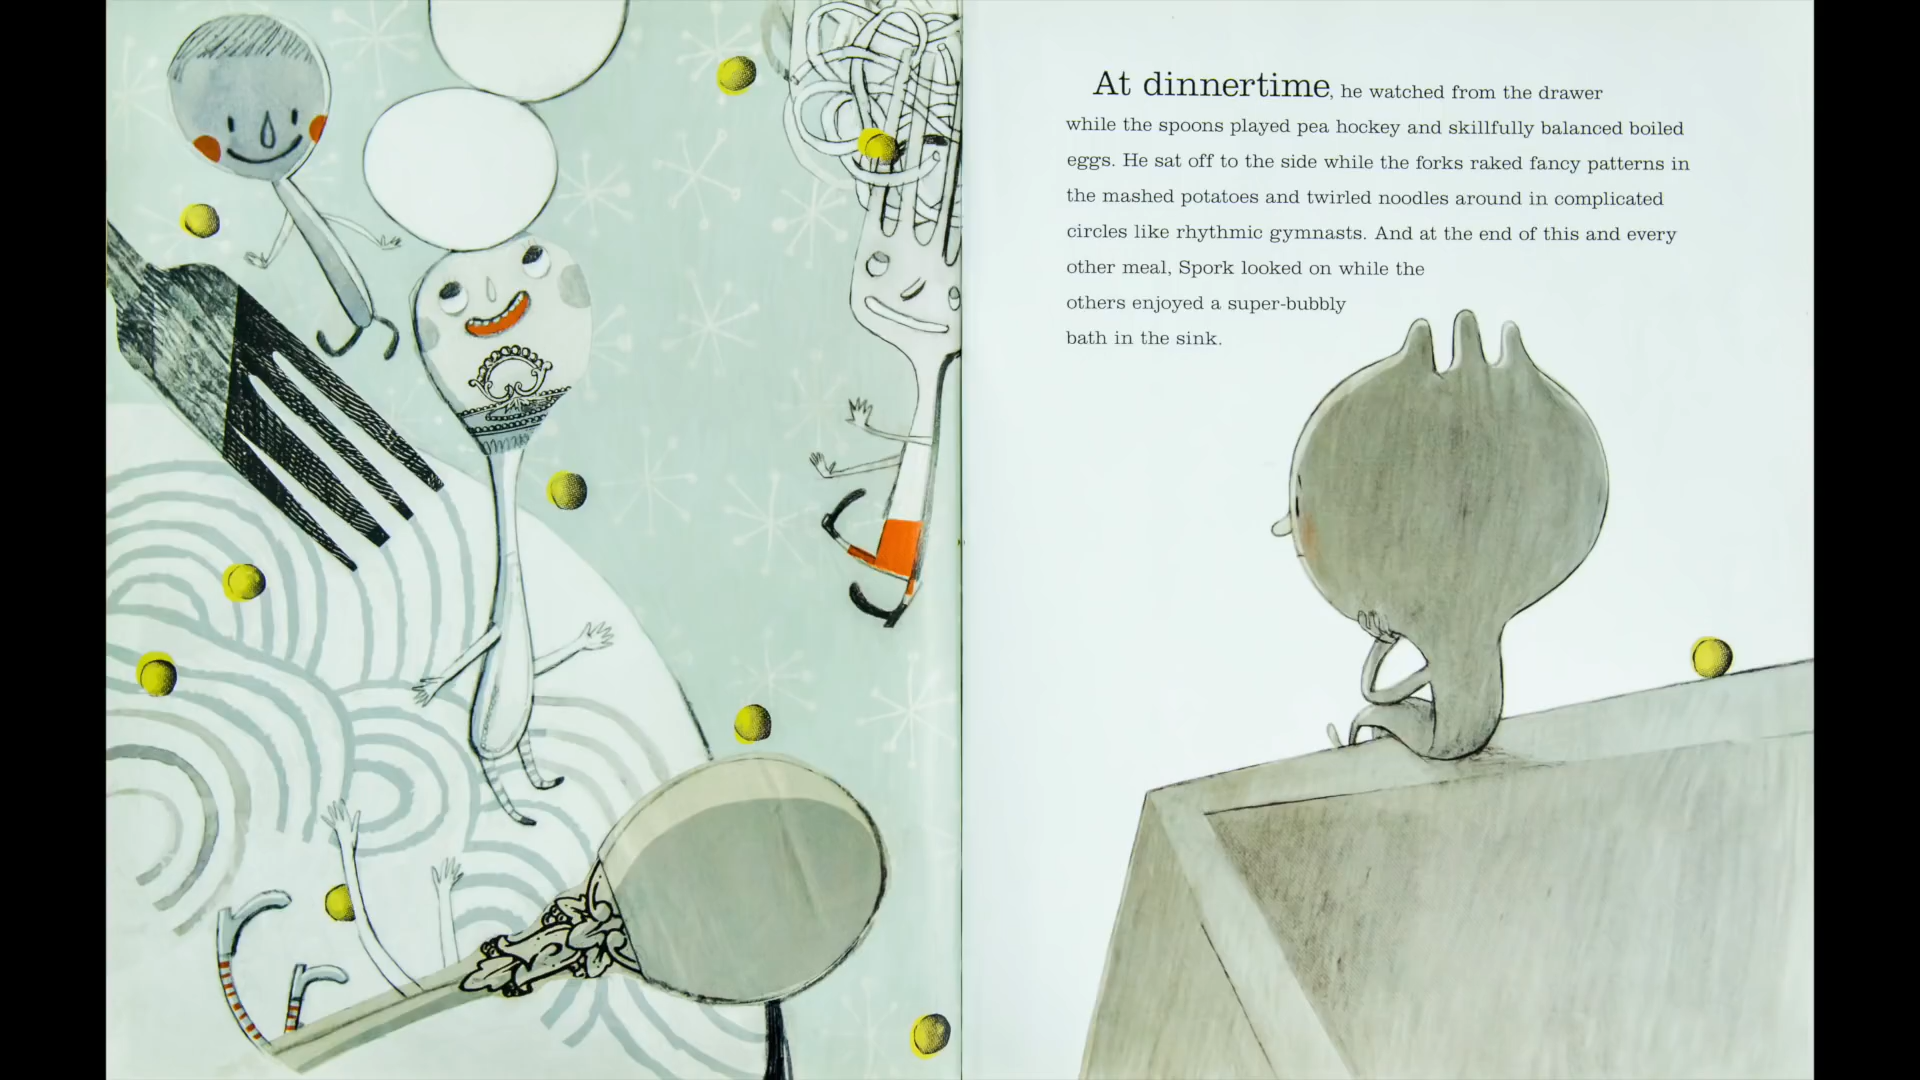 At dinnertime, he watched from the drawer
while the spoons played pea hockey and skillfully balanced boiled
eggs. He sat off to the side while the forks raked fancy patterns in
the mashed potatoes and twirled noodles around in complicated
circles like rhythmic gymnasts. And at the end of this and every
other meal, Spork looked on while the
others enjoyed a super-bubbly
bath in the sink.